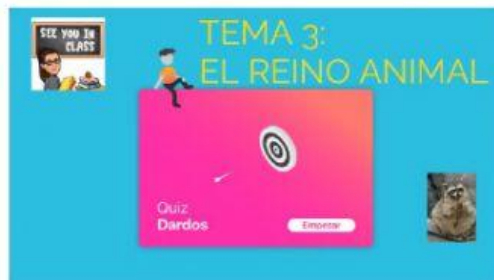 SEE YOU IN
CLASS
TEMA 3:
EL REINO ANIMAL
Quiz
Dardos
Empezar